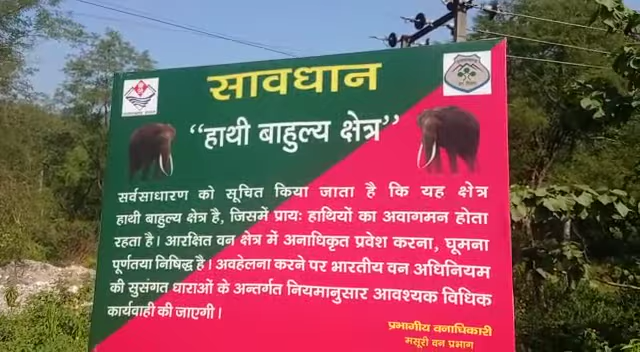 सावधान
“हाथी बाहुल्य क्षेत्र”
सर्वसाधारण को सूचित किया जाता है कि यह क्षेत्र
हाथी बाहुल्य क्षेत्र है, जिसमें प्रायः हाथियों का अवागमन होता
रहता है। आरक्षित वन क्षेत्र में अनाधिकृत प्रवेश करना, घूमना
पूर्णतया निषिद्ध है। अवहेलना करने पर भारतीय वन अधिनियम
की सुसंगत धाराओं के अन्तर्गत नियमानुसार आवश्यक विधिक
कार्यवाही की जाएगी।
प्रभागीय वनाधिकारी
मसूरी वन प्रभाग